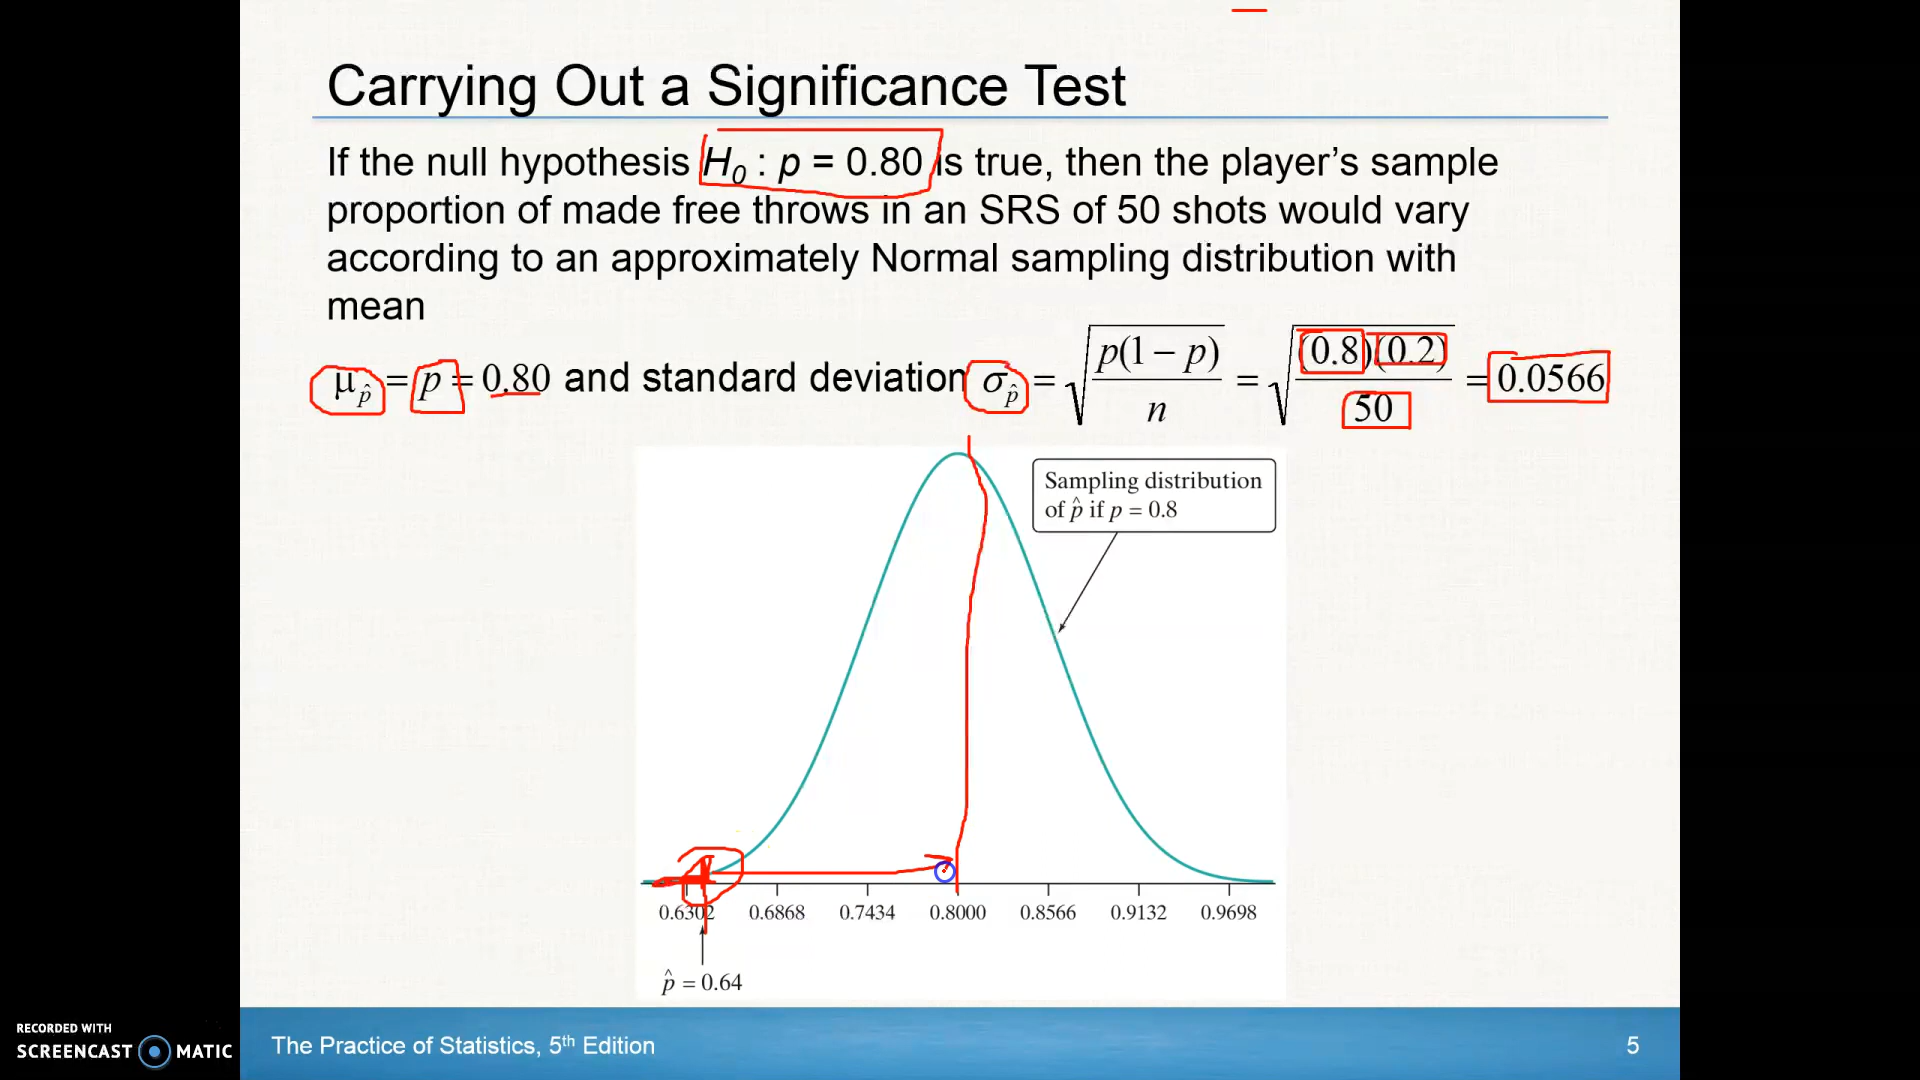 Carrying Out a Significance Test
If the null hypothesis H₀ : p = 0.80 is true, then the player’s sample
proportion of made free throws in an SRS of 50 shots would vary
according to an approximately Normal sampling distribution with
mean
μ_p̂ = p = 0.80 and standard deviation σ_p̂ = √(p(1 − p)/n) = √((0.8)(0.2)/50) = 0.0566
Sampling distribution
of p̂ if p = 0.8
0.6302 0.6868 0.7434 0.8000 0.8566 0.9132 0.9698
p̂ = 0.64
RECORDED WITH
SCREENCAST MATIC
The Practice of Statistics, 5th Edition
5